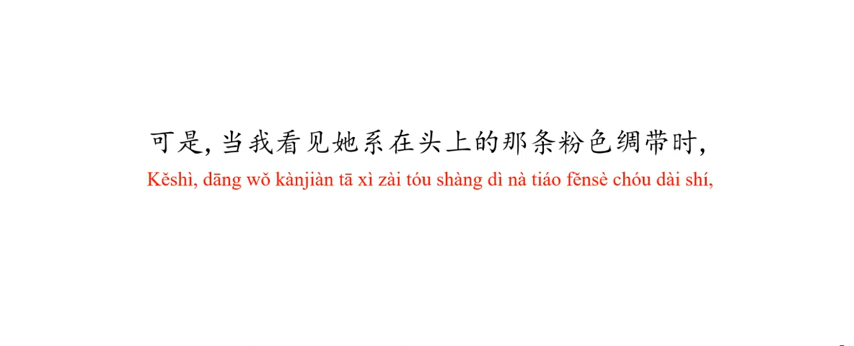 可是,当我看见她系在头上的那条粉色绸带时,
Kěshì, dāng wǒ kànjiàn tā xì zài tóu shàng dì nà tiáo fěnsè chóu dài shí,